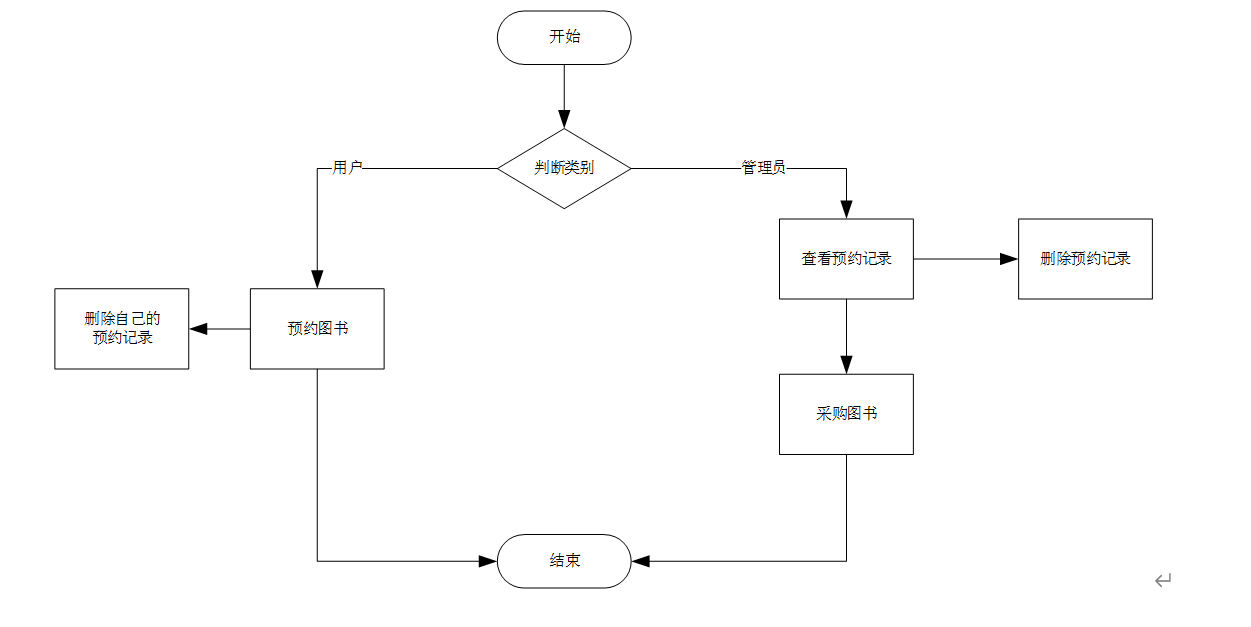 开始
判断类别
用户
管理员
查看预约记录
删除预约记录
删除自己的
预约记录
预约图书
采购图书
结束